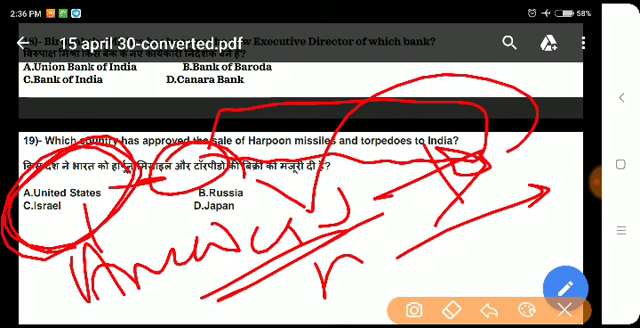 2:36 PM
58%
15 april 30-converted.pdf
w Executive Director of which bank?
A.Union Bank of India B.Bank of Baroda
C.Bank of India D.Canara Bank
19)- Which country has approved the sale of Harpoon missiles and torpedoes to India?
देश ने भारत को हार्पून मिसाइल और टॉरपीडो की बिक्री को मंजूरी दी है?
A.United States B.Russia
C.Israel D.Japan